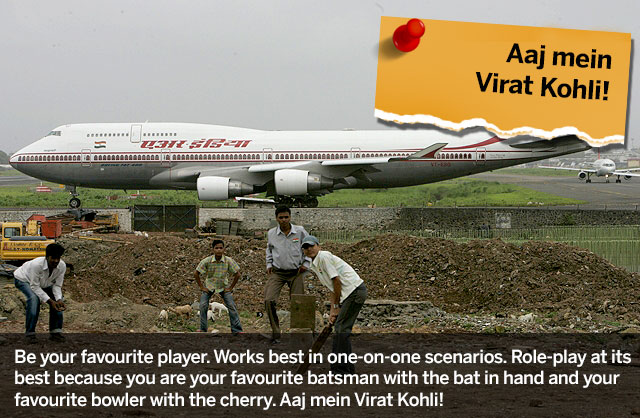 Aaj mein
Virat Kohli!
एअर-इंडिया
Be your favourite player. Works best in one-on-one scenarios. Role-play at its
best because you are your favourite batsman with the bat in hand and your
favourite bowler with the cherry. Aaj mein Virat Kohli!